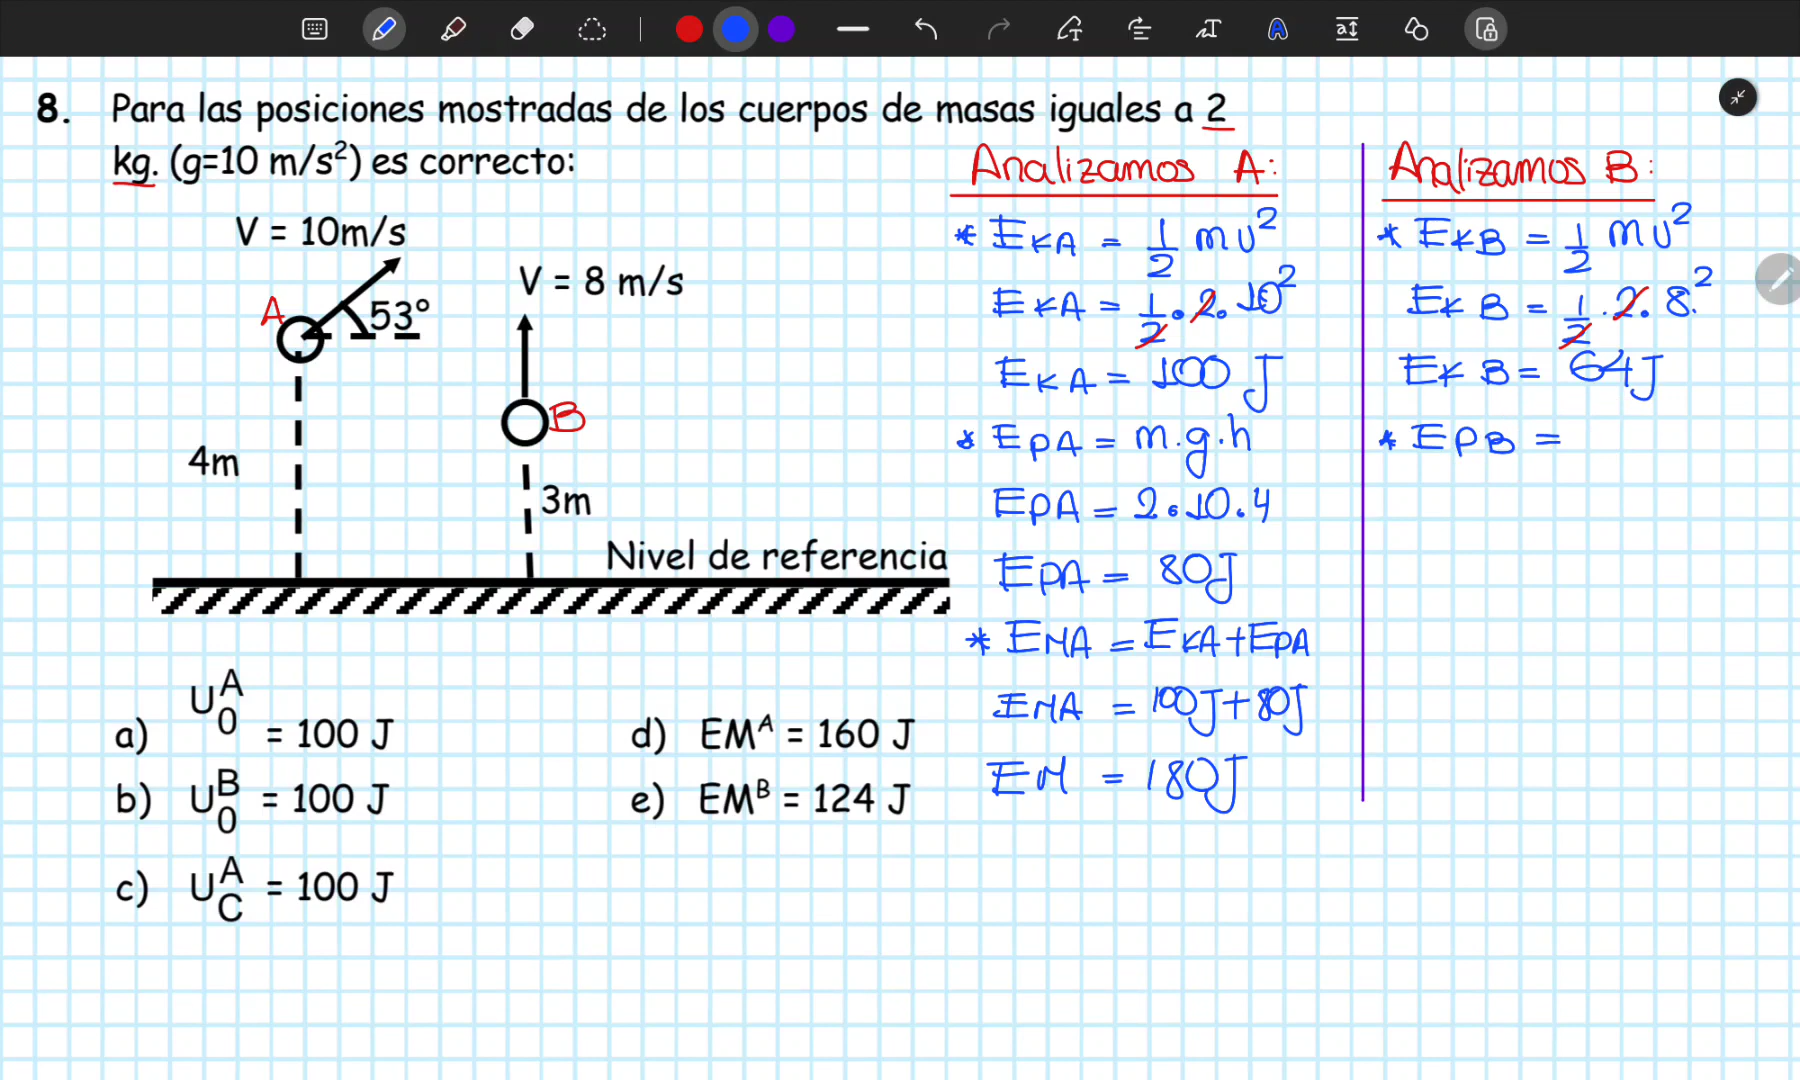 8. Para las posiciones mostradas de los cuerpos de masas iguales a 2
kg. (g=10 m/s²) es correcto:
V = 10m/s
A
53°
V = 8 m/s
B
4m
3m
Nivel de referencia
a) U₀ᴬ = 100 J
b) U₀ᴮ = 100 J
c) U_Cᴬ = 100 J
d) EMᴬ = 160 J
e) EMᴮ = 124 J
Analizamos A:
* EKA = 1/2 mv²
EKA = 1/2 . 2 . 10²
EKA = 100 J
* EPA = m.g.h
EPA = 2.10.4
EPA = 80J
* EMA = EKA+EPA
EMA = 100J+80J
EM = 180J
Analizamos B:
* EKB = 1/2 mv²
EKB = 1/2 . 2 . 8²
EKB = 64J
* EPB =